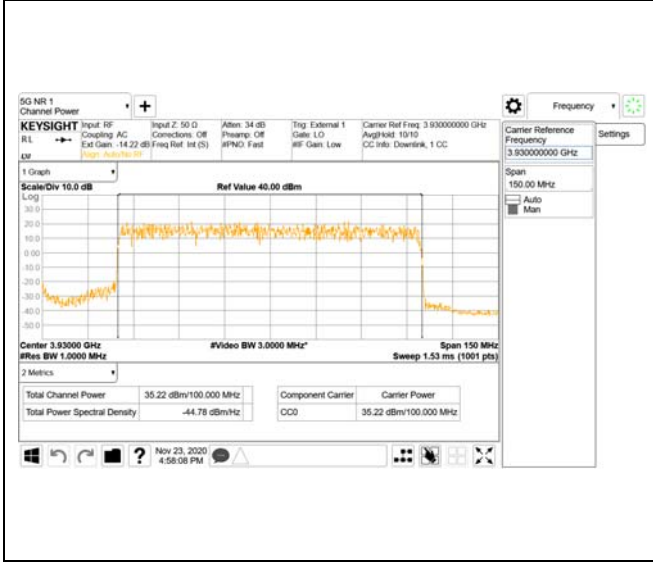 5G NR 1
Channel Power
Frequency
KEYSIGHT
RL
Input: RF
Coupling: AC
Ext Gain: -14.22 dB
Align: Auto/No RF
Input Z: 50 Ω
Corrections: Off
Freq Ref: Int (S)
Atten: 34 dB
Preamp: Off
#PNO: Fast
Trig: External 1
Gate: LO
#IF Gain: Low
Carrier Ref Freq: 3.930000000 GHz
Avg|Hold: 10/10
CC Info: Downlink, 1 CC
Carrier Reference
Frequency
3.930000000 GHz
Settings
Span
150.00 MHz
Auto
Man
1 Graph
Scale/Div 10.0 dB
Ref Value 40.00 dBm
Log
30.0
20.0
10.0
0.00
-10.0
-20.0
-30.0
-40.0
-50.0
Center 3.93000 GHz
#Video BW 3.0000 MHz*
Span 150 MHz
#Res BW 1.0000 MHz
Sweep 1.53 ms (1001 pts)
2 Metrics
Total Channel Power 35.22 dBm/100.000 MHz
Total Power Spectral Density -44.78 dBm/Hz
Component Carrier Carrier Power
CC0 35.22 dBm/100.000 MHz
?
Nov 23, 2020
4:58:08 PM